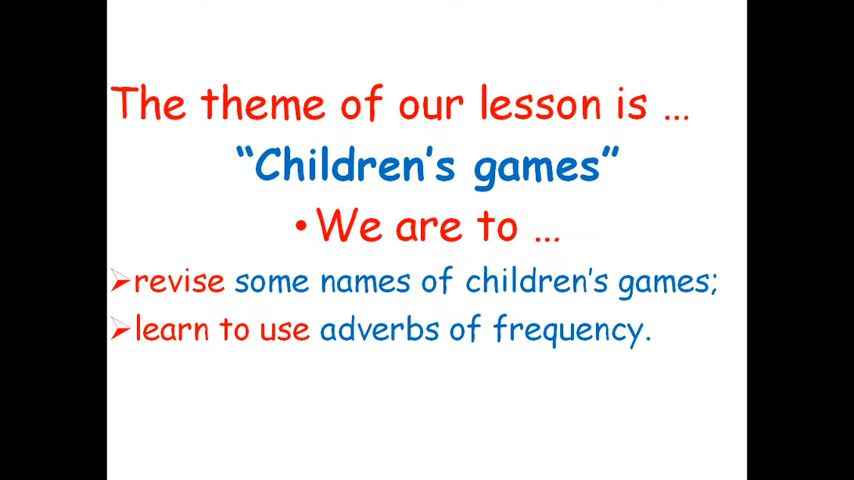 The theme of our lesson is ...
“Children’s games”
•We are to ...
➢revise some names of children’s games;
➢learn to use adverbs of frequency.